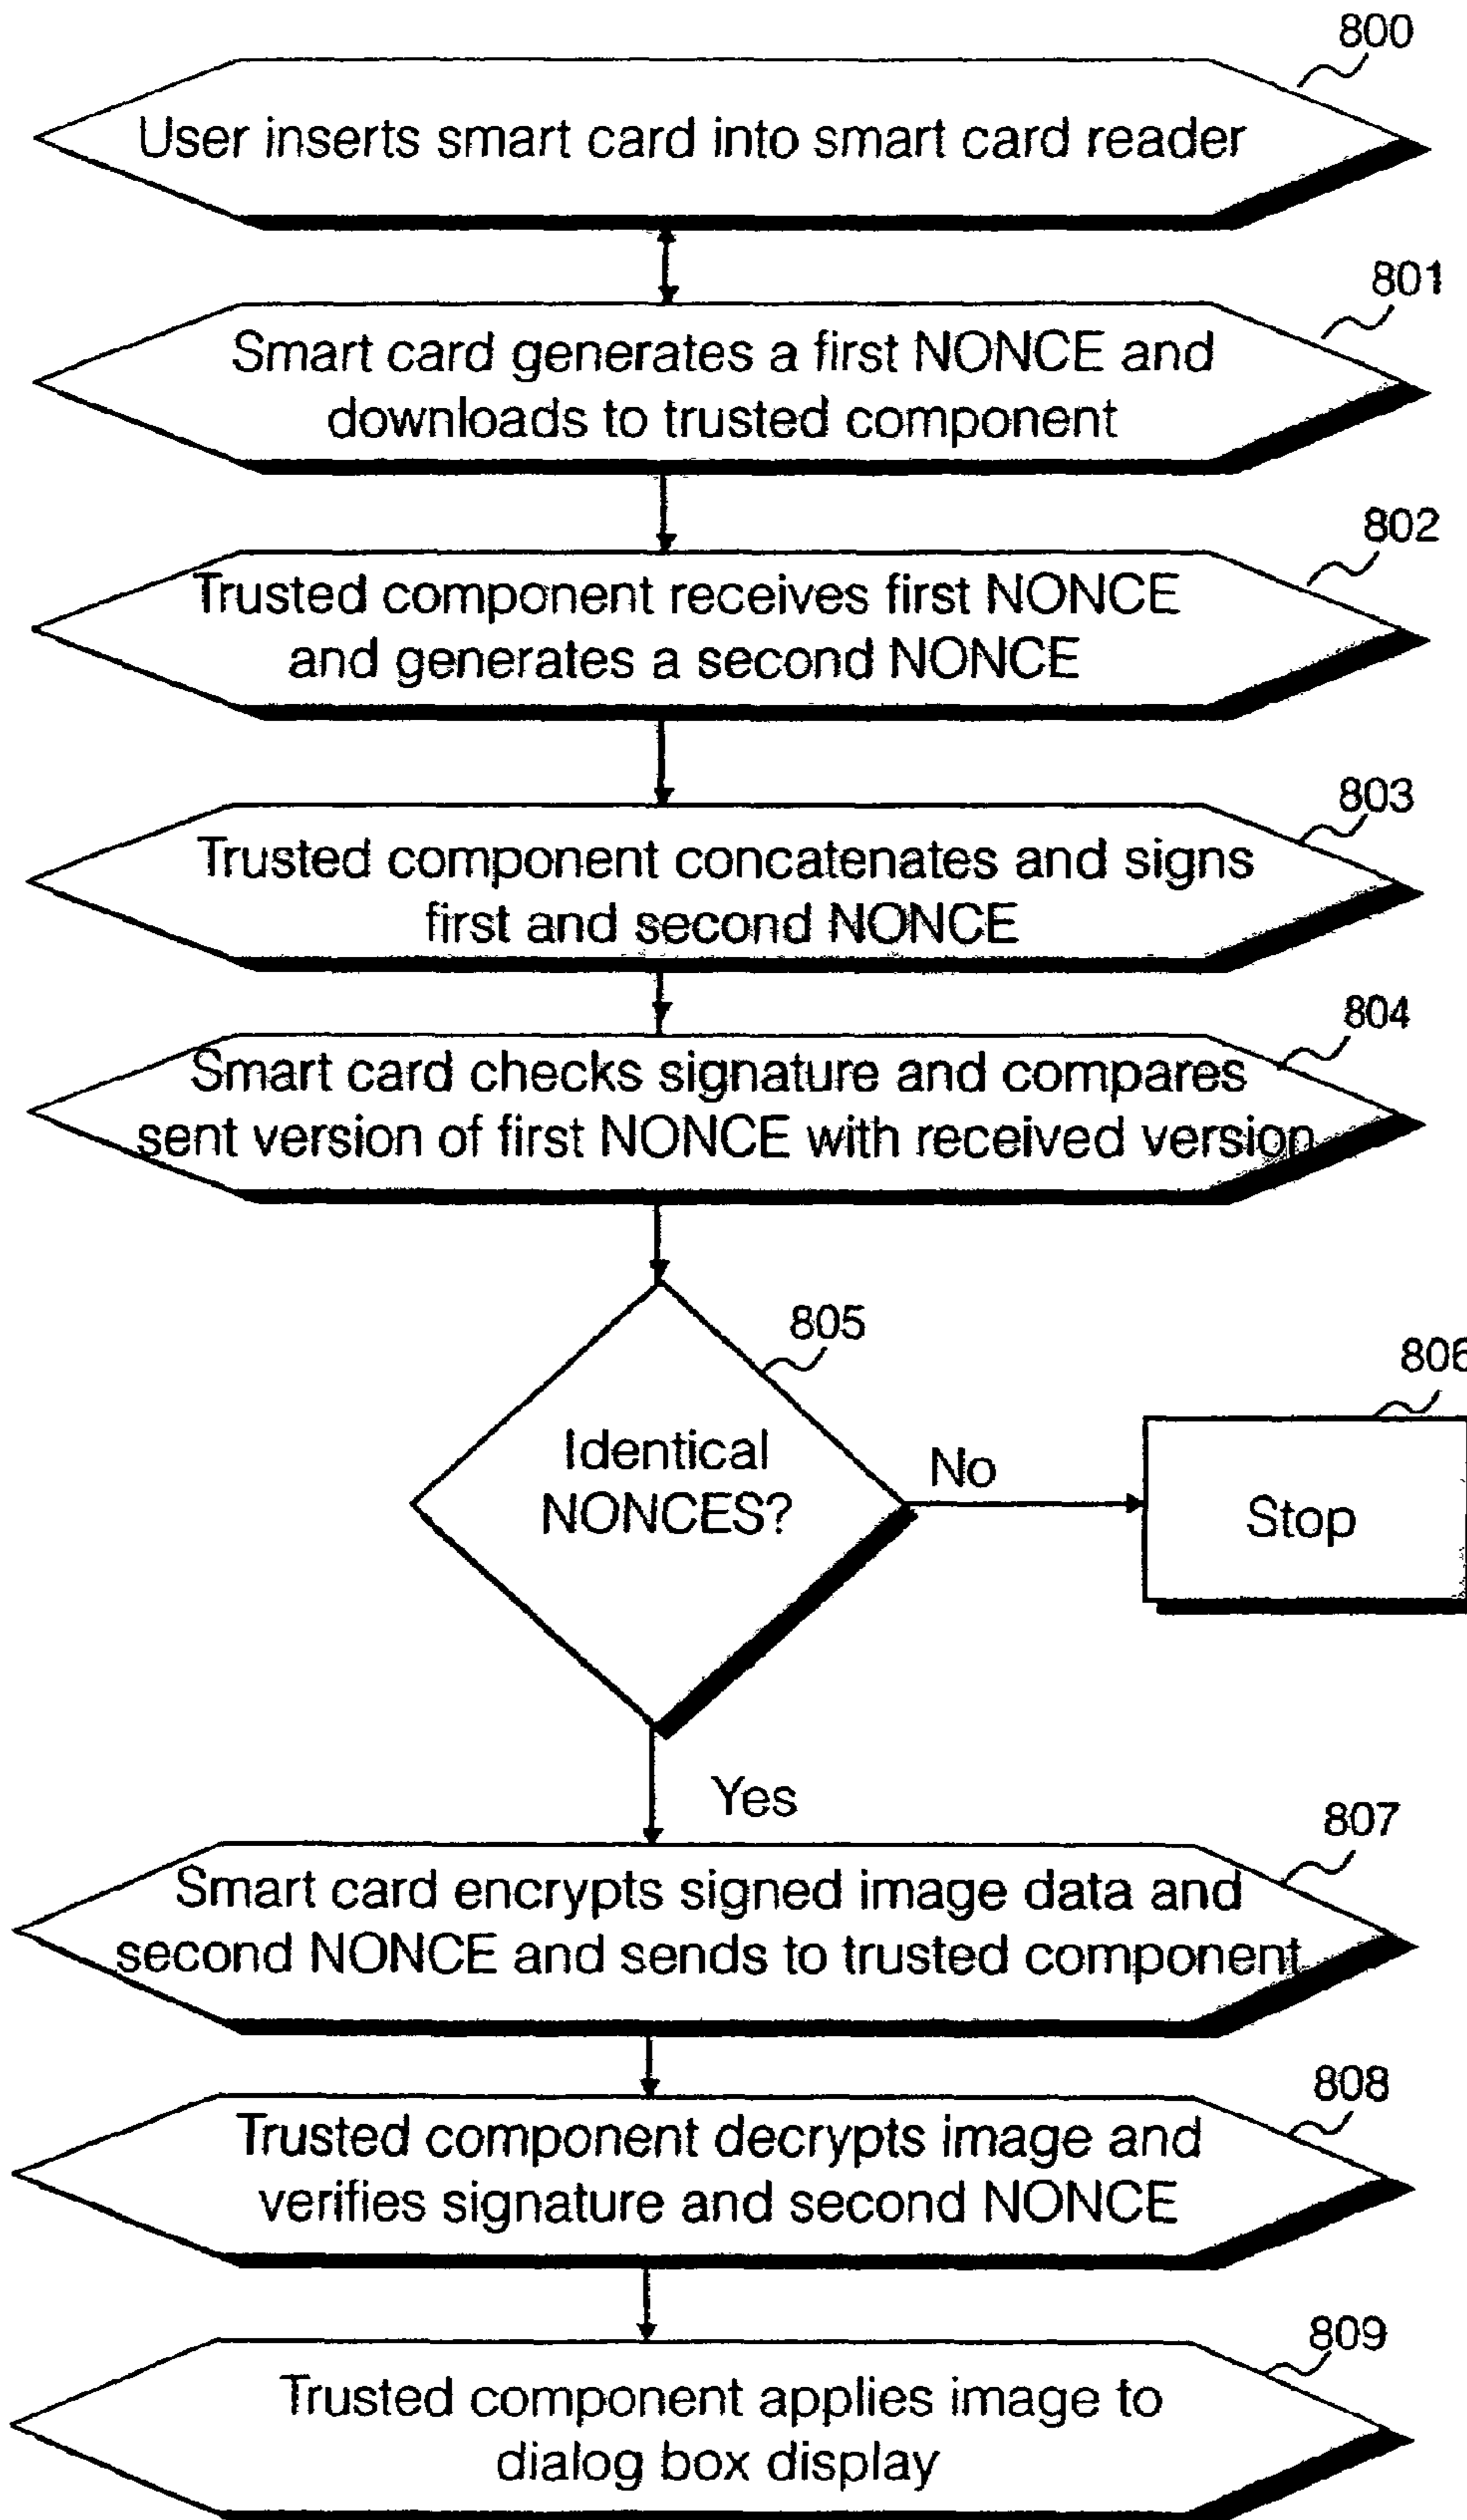 800
User inserts smart card into smart card reader
801
Smart card generates a first NONCE and
downloads to trusted component
802
Trusted component receives first NONCE
and generates a second NONCE
803
Trusted component concatenates and signs
first and second NONCE
804
Smart card checks signature and compares
sent version of first NONCE with received version
805
Identical
NONCES?
No
806
Stop
Yes
807
Smart card encrypts signed image data and
second NONCE and sends to trusted component
808
Trusted component decrypts image and
verifies signature and second NONCE
809
Trusted component applies image to
dialog box display